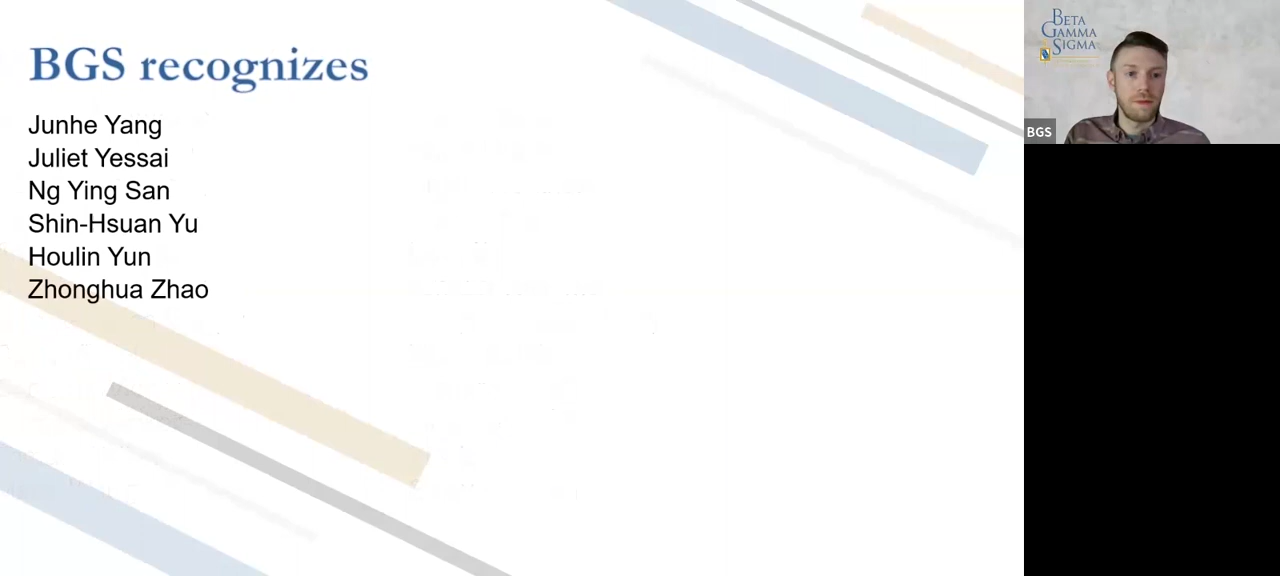 BGS recognizes
Junhe Yang
Juliet Yessai
Ng Ying San
Shin-Hsuan Yu
Houlin Yun
Zhonghua Zhao
BETA
GAMMA
SIGMA
BGS